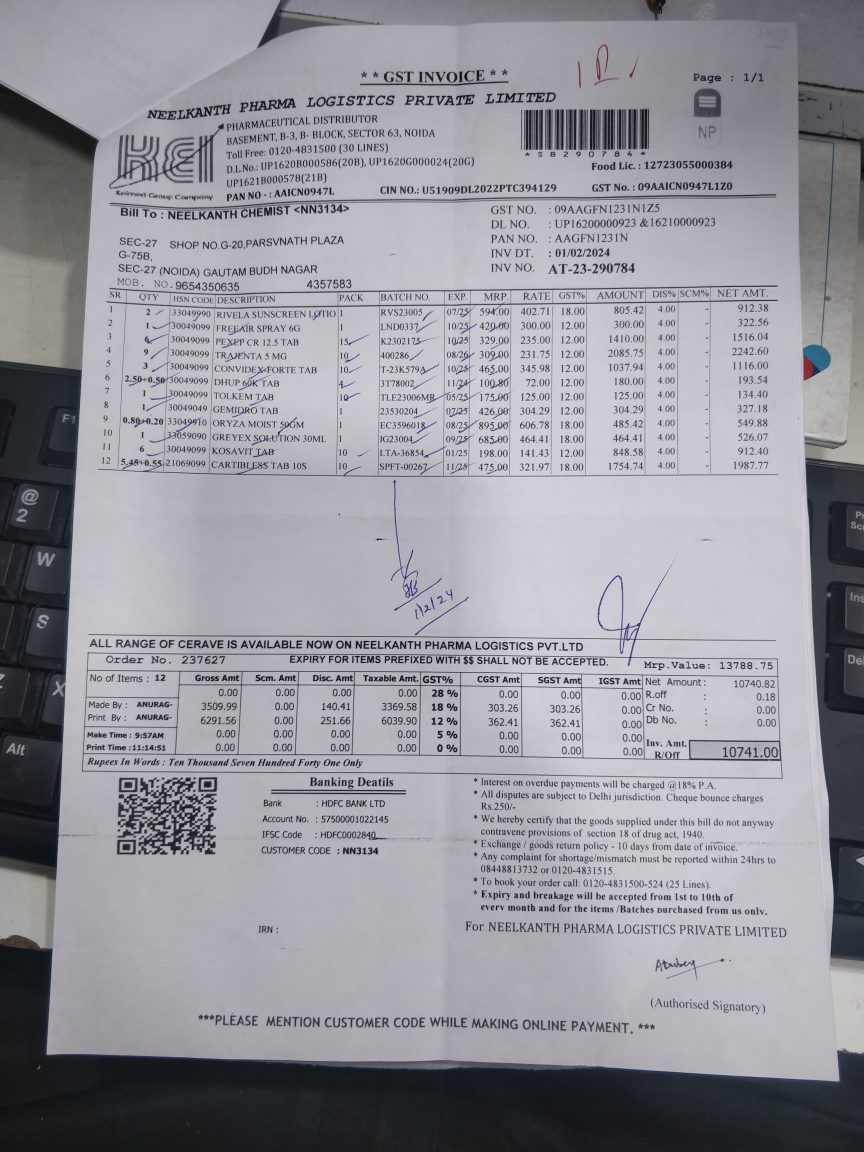 ** GST INVOICE **
Page : 1/1
NEELKANTH PHARMA LOGISTICS PRIVATE LIMITED
PHARMACEUTICAL DISTRIBUTOR
BASEMENT, B-3, B- BLOCK, SECTOR 63, NOIDA
Toll Free: 0120-4831500 (30 LINES)
D.L.No.: UP1620B000586(20B), UP1620G000024(20G)
UP1621B000578(21B)
PAN NO - : AAICN0947L
CIN NO.: U51909DL2022PTC394129
KEI
Keimed Group Company
*SB290784*
NP
Food Lic. : 12723055000384
GST No. : 09AAICN0947L1Z0
Bill To : NEELKANTH CHEMIST <NN3134>
SEC-27 SHOP NO.G-20,PARSVNATH PLAZA
G-75B,
SEC-27 (NOIDA) GAUTAM BUDH NAGAR
MOB. NO.9654350635 4357583
GST NO. : 09AAGFN1231N1Z5
DL NO. : UP16200000923 &16210000923
PAN NO. : AAGFN1231N
INV DT. : 01/02/2024
INV NO. AT-23-290784
SR QTY HSN CODE DESCRIPTION PACK BATCH NO. EXP. MRP. RATE GST% AMOUNT DIS% SCM% NET AMT.
1 2 33049990 RIVELA SUNSCREEN LOTIO 1 RVS23005 07/25 594.00 402.71 18.00 805.42 4.00 - 912.38
2 1 30049099 FREEAIR SPRAY 6G 1 LND0337 10/25 420.00 300.00 12.00 300.00 4.00 - 322.56
3 6 30049099 PEXEP CR 12.5 TAB 15 K2302175 10/25 329.00 235.00 12.00 1410.00 4.00 - 1516.04
4 9 30049099 TRAJENTA 5 MG 10 400286 08/26 309.00 231.75 12.00 2085.75 4.00 - 2242.60
5 3 30049099 CONVIDEX FORTE TAB 10 T-23K579A 10/25 465.00 345.98 12.00 1037.94 4.00 - 1116.00
6 2.50+0.50 30049099 DHUP 60K TAB 4 3T78002 11/24 100.80 72.00 12.00 180.00 4.00 - 193.54
7 1 30049099 TOLKEM TAB 10 TLE23006MR 05/25 175.00 125.00 12.00 125.00 4.00 - 134.40
8 1 30049049 GEMIDRO TAB 1 23530204 07/25 426.00 304.29 12.00 304.29 4.00 - 327.18
9 0.80+0.20 33049910 ORYZA MOIST 50GM 1 EC3596018 08/25 895.00 606.78 18.00 485.42 4.00 - 549.88
10 1 33059090 GREYEX SOLUTION 30ML 1 IG23004 09/25 685.00 464.41 18.00 464.41 4.00 - 526.07
11 6 30049099 KOSAVIT TAB 10 LTA-36854 01/25 198.00 141.43 12.00 848.58 4.00 - 912.40
12 5.45+0.55 21069099 CARTIBLESS TAB 10S 10 SPFT-00267 11/25 475.00 321.97 18.00 1754.74 4.00 - 1987.77
1/2/24
ALL RANGE OF CERAVE IS AVAILABLE NOW ON NEELKANTH PHARMA LOGISTICS PVT.LTD
Order No. 237627 EXPIRY FOR ITEMS PREFIXED WITH $$ SHALL NOT BE ACCEPTED. Mrp.Value: 13788.75
No of Items : 12 Gross Amt Scm. Amt Disc. Amt Taxable Amt. GST% CGST Amt SGST Amt IGST Amt Net Amount: 10740.82
0.00 0.00 0.00 0.00 28 % 0.00 0.00 0.00 R.off : 0.18
Made By : ANURAG- 3509.99 0.00 140.41 3369.58 18 % 303.26 303.26 0.00 Cr No. : 0.00
Print By : ANURAG- 6291.56 0.00 251.66 6039.90 12 % 362.41 362.41 0.00 Db No. : 0.00
Make Time : 9:57AM 0.00 0.00 0.00 0.00 5 % 0.00 0.00 0.00
Print Time :11:14:51 0.00 0.00 0.00 0.00 0 % 0.00 0.00 0.00 Inv. Amt. R/Off 10741.00
Rupees In Words : Ten Thousand Seven Hundred Forty One Only
Banking Deatils
Bank : HDFC BANK LTD
Account No. : 57500001022145
IFSC Code : HDFC0002840
CUSTOMER CODE : NN3134
* Interest on overdue payments will be charged @18% P.A.
* All disputes are subject to Delhi jurisdiction. Cheque bounce charges
Rs.250/-
* We hereby certify that the goods supplied under this bill do not anyway
contravene provisions of section 18 of drug act, 1940.
* Exchange / goods return policy - 10 days from date of invoice.
* Any complaint for shortage/mismatch must be reported within 24hrs to
08448813732 or 0120-4831515.
* To book your order call: 0120-4831500-524 (25 Lines).
* Expiry and breakage will be accepted from 1st to 10th of
every month and for the items /Batches purchased from us only.
IRN :
For NEELKANTH PHARMA LOGISTICS PRIVATE LIMITED
(Authorised Signatory)
***PLEASE MENTION CUSTOMER CODE WHILE MAKING ONLINE PAYMENT. ***
F1
@
2
W
S
Z
X
Alt
Ins